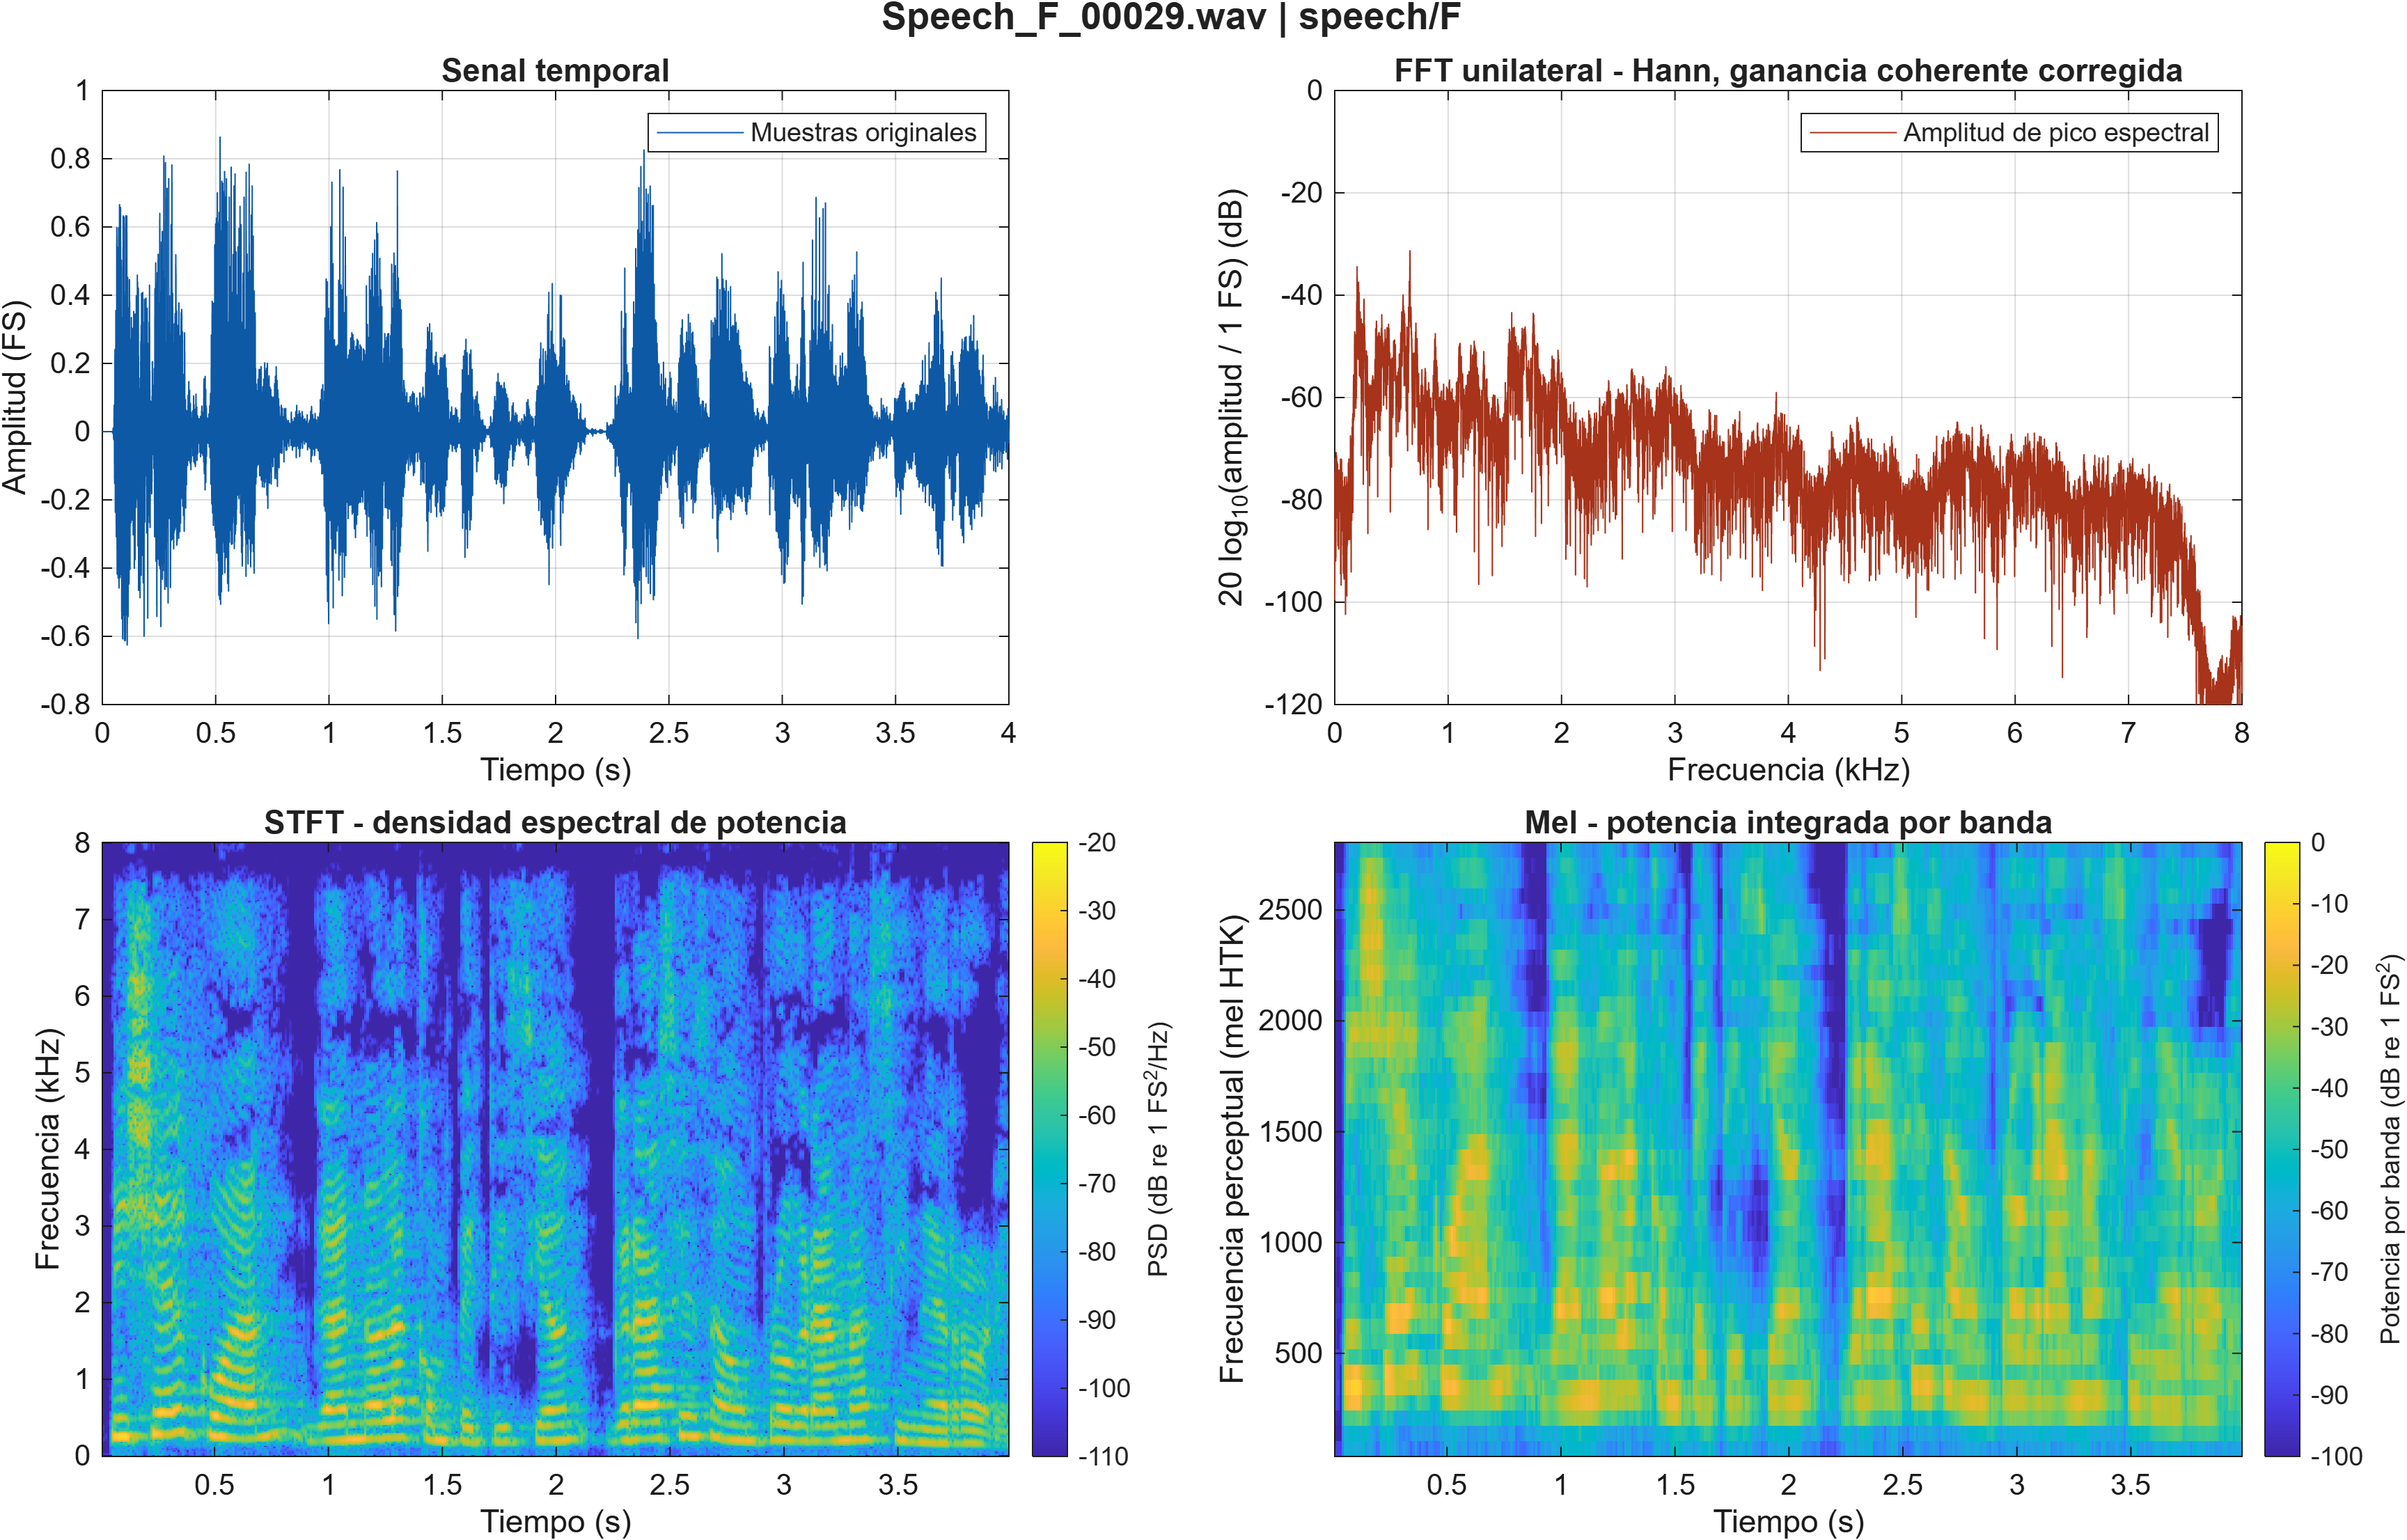 Speech_F_00029.wav | speech/F
Senal temporal
1
0.8
0.6
0.4
0.2
0
-0.2
-0.4
-0.6
-0.8
Amplitud (FS)
Muestras originales
0 0.5 1 1.5 2 2.5 3 3.5 4
Tiempo (s)
FFT unilateral - Hann, ganancia coherente corregida
0
-20
-40
-60
-80
-100
-120
20 log10(amplitud / 1 FS) (dB)
Amplitud de pico espectral
0 1 2 3 4 5 6 7 8
Frecuencia (kHz)
STFT - densidad espectral de potencia
8
7
6
5
4
3
2
1
0
Frecuencia (kHz)
0.5 1 1.5 2 2.5 3 3.5
Tiempo (s)
-20
-30
-40
-50
-60
-70
-80
-90
-100
-110
PSD (dB re 1 FS²/Hz)
Mel - potencia integrada por banda
2500
2000
1500
1000
500
Frecuencia perceptual (mel HTK)
0.5 1 1.5 2 2.5 3 3.5
Tiempo (s)
0
-10
-20
-30
-40
-50
-60
-70
-80
-90
-100
Potencia por banda (dB re 1 FS²)